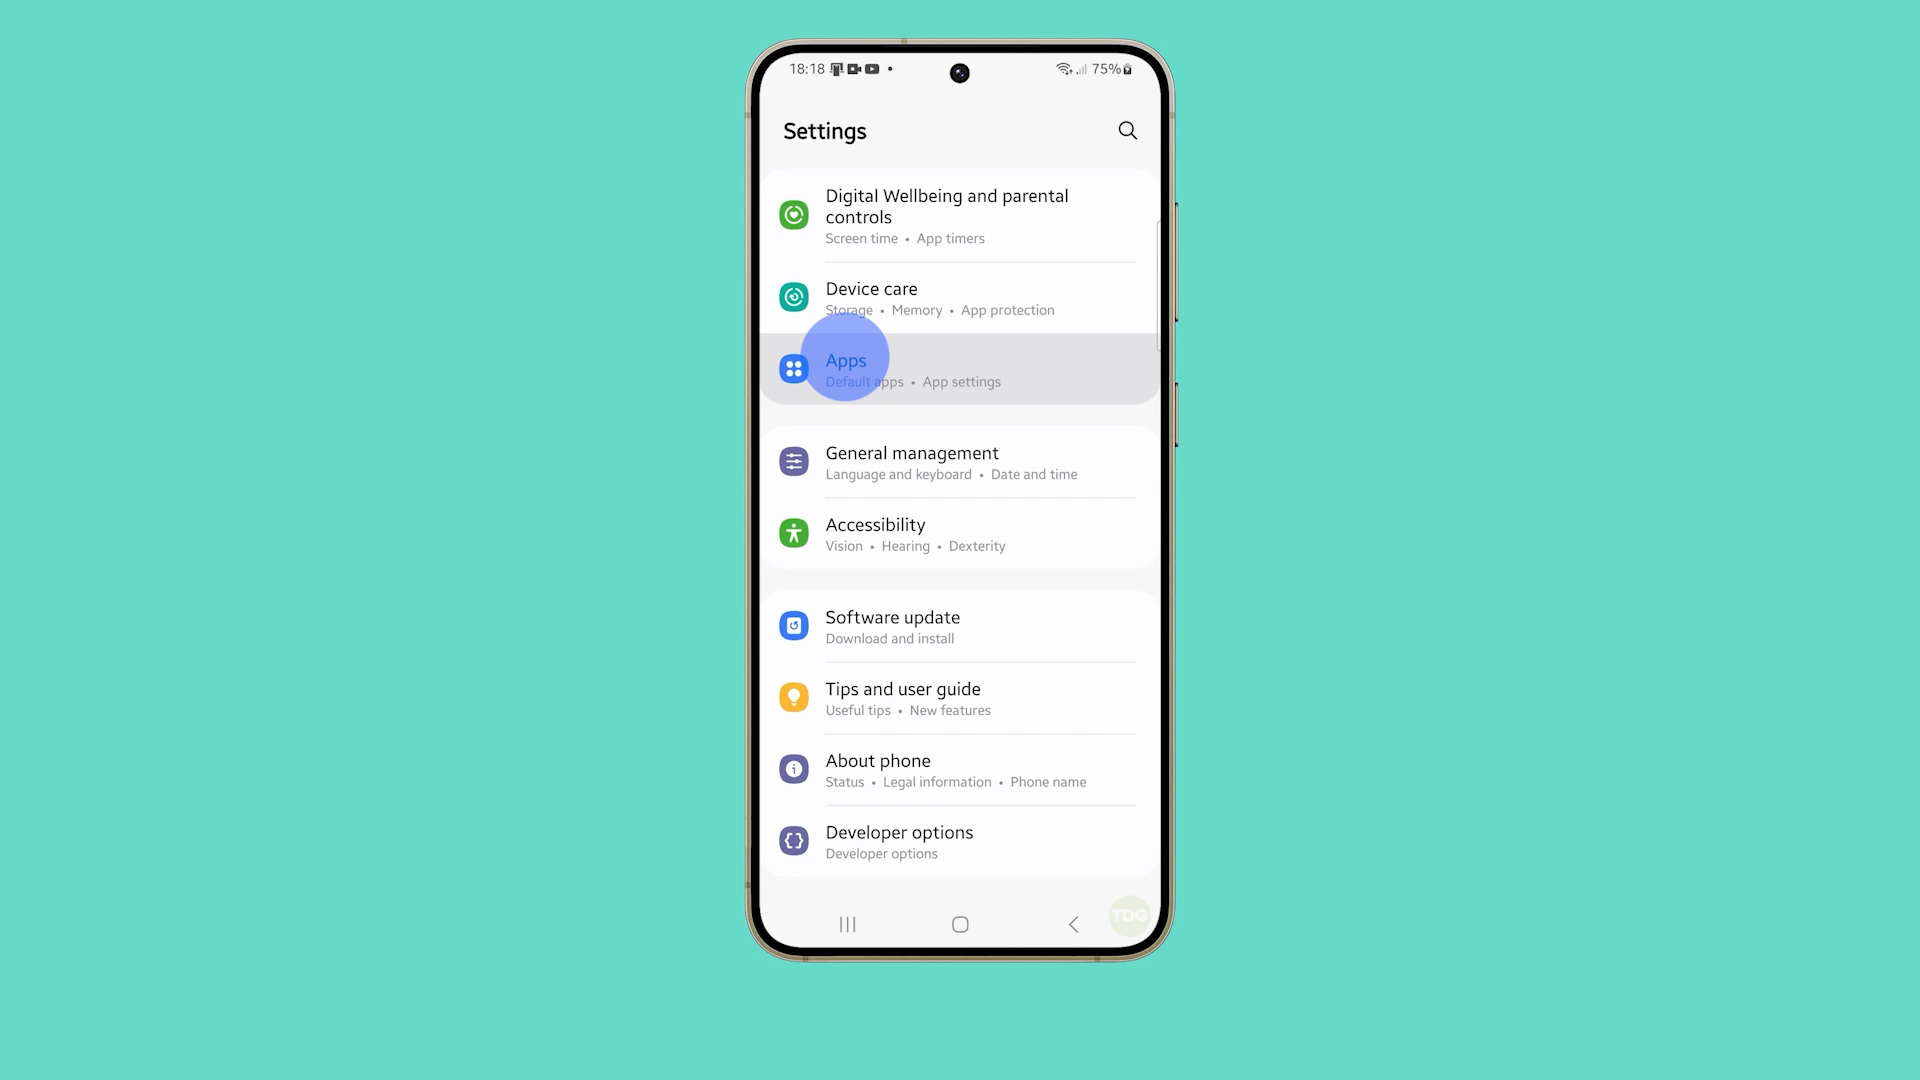 18:18
75%
Settings
Digital Wellbeing and parental
controls
Screen time • App timers
Device care
Storage • Memory • App protection
Apps
Default apps • App settings
General management
Language and keyboard • Date and time
Accessibility
Vision • Hearing • Dexterity
Software update
Download and install
Tips and user guide
Useful tips • New features
About phone
Status • Legal information • Phone name
Developer options
Developer options
TDG